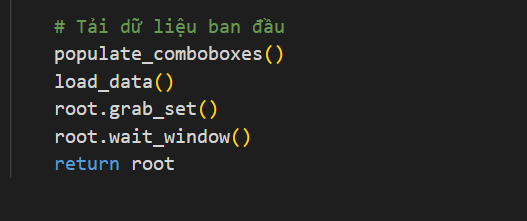 # Tải dữ liệu ban đầu
populate_comboboxes()
load_data()
root.grab_set()
root.wait_window()
return root